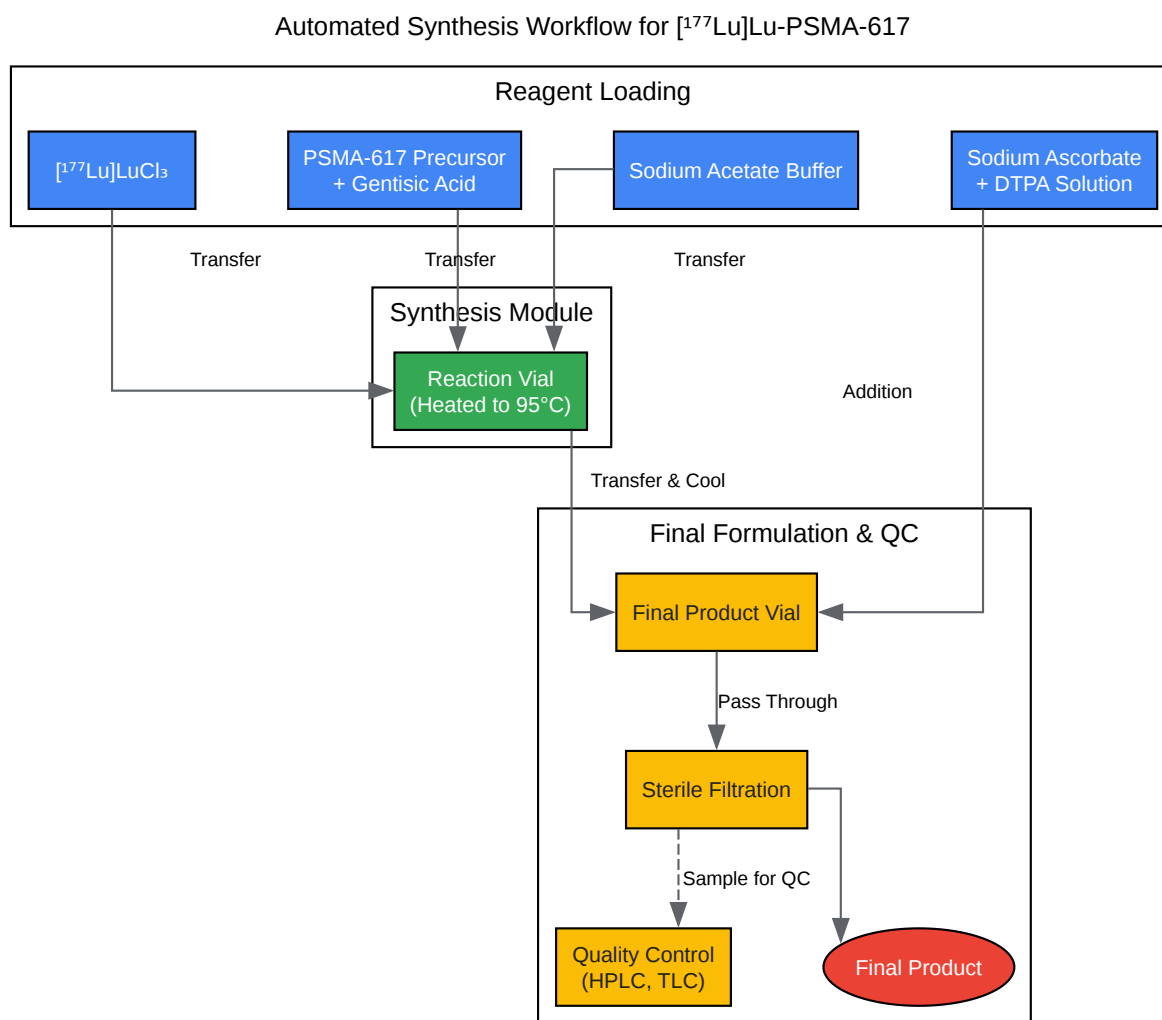 Automated Synthesis Workflow for [¹⁷⁷Lu]Lu-PSMA-617
Reagent Loading
[¹⁷⁷Lu]LuCl₃
PSMA-617 Precursor
+ Gentisic Acid
Sodium Acetate Buffer
Sodium Ascorbate
+ DTPA Solution
Transfer
Transfer
Transfer
Synthesis Module
Reaction Vial
(Heated to 95°C)
Addition
Transfer & Cool
Final Formulation & QC
Final Product Vial
Pass Through
Sterile Filtration
Sample for QC
Quality Control
(HPLC, TLC)
Final Product